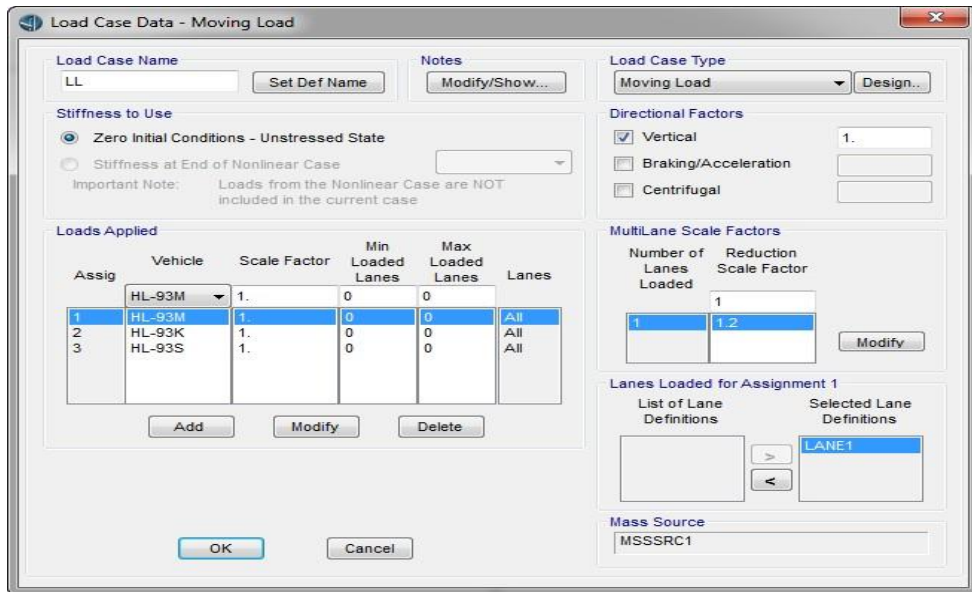 Load Case Data - Moving Load
Load Case Name
LL
Set Def Name
Notes
Modify/Show...
Load Case Type
Moving Load
Design..
Stiffness to Use
Zero Initial Conditions - Unstressed State
Stiffness at End of Nonlinear Case
Important Note: Loads from the Nonlinear Case are NOT
included in the current case
Directional Factors
Vertical 1.
Braking/Acceleration
Centrifugal
Loads Applied
Assig Vehicle Scale Factor Min Loaded Lanes Max Loaded Lanes Lanes
HL-93M 1. 0 0
1 HL-93M 1. 0 0 All
2 HL-93K 1. 0 0 All
3 HL-93S 1. 0 0 All
Add Modify Delete
MultiLane Scale Factors
Number of Lanes Loaded Reduction Scale Factor
1
1 1.2
Modify
Lanes Loaded for Assignment 1
List of Lane Definitions
Selected Lane Definitions
LANE1
>
<
Mass Source
MSSSRC1
OK Cancel